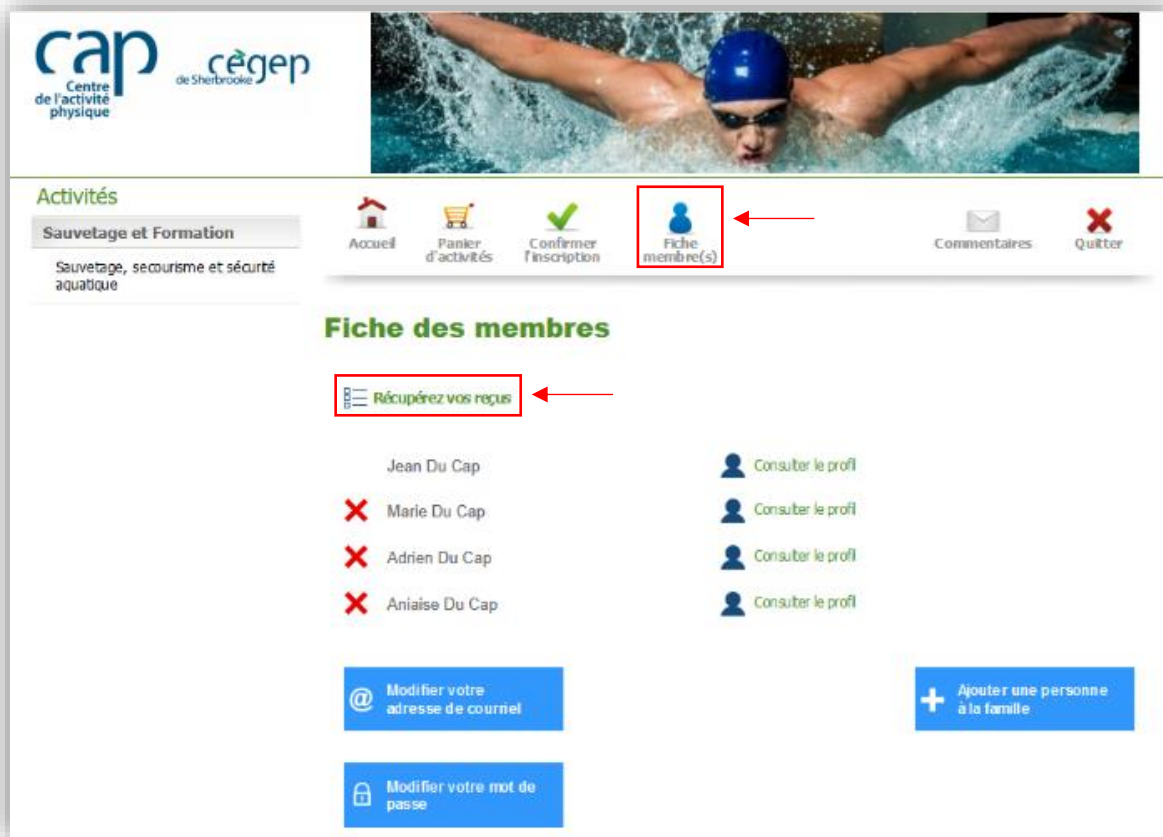 cap
Centre
de l'activité
physique
cégep
de Sherbrooke
Activités
Sauvetage et Formation
Sauvetage, secourisme et sécurité
aquatique
Accueil
Panier
d'activités
Confirmer
l'inscription
Fiche
membre(s)
Commentaires
Quitter
Fiche des membres
Récupérez vos reçus
Jean Du Cap
Consulter le profil
Marie Du Cap
Consulter le profil
Adrien Du Cap
Consulter le profil
Aniaise Du Cap
Consulter le profil
@ Modifier votre
adresse de courriel
Ajouter une personne
à la famille
Modifier votre mot de
passe